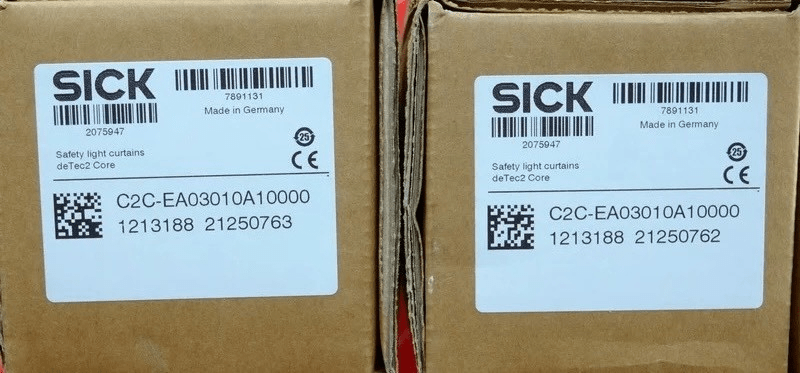 SICK
7891131
Made in Germany
2075947
25
Safety light curtains
deTec2 Core
CE
C2C-EA03010A10000
1213188 21250763
SICK
7891131
Made in Germany
2075947
25
Safety light curtains
deTec2 Core
CE
C2C-EA03010A10000
1213188 21250762